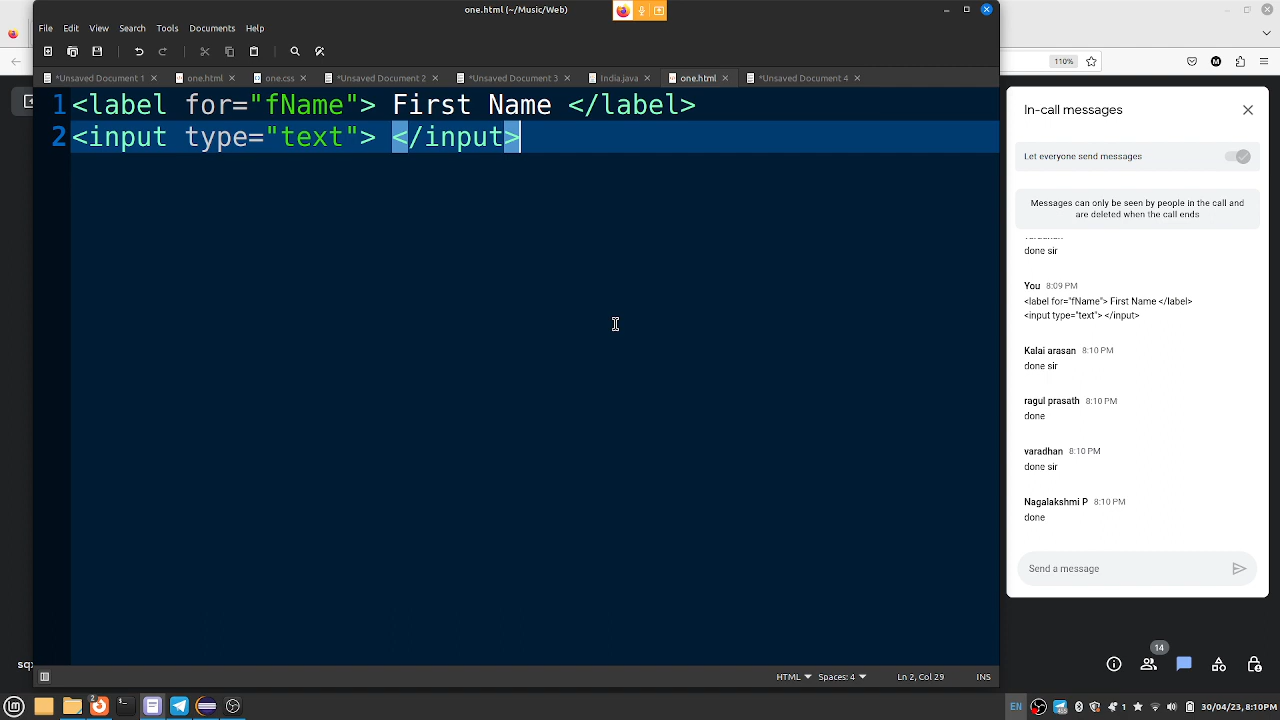 one.html (~/Music/Web)
File Edit View Search Tools Documents Help
*Unsaved Document 1
one.html
one.css
*Unsaved Document 2
*Unsaved Document 3
India.java
one.html
*Unsaved Document 4
1 <label for="fName"> First Name </label>
2 <input type="text"> </input>
HTML
Spaces: 4
Ln 2, Col 29
INS
110%
In-call messages
Let everyone send messages
Messages can only be seen by people in the call and
are deleted when the call ends
done sir
You 8:09 PM
<label for="fName"> First Name </label>
<input type="text"> </input>
Kalai arasan 8:10 PM
done sir
ragul prasath 8:10 PM
done
varadhan 8:10 PM
done sir
Nagalakshmi P 8:10 PM
done
Send a message
14
EN
1
30/04/23, 8:10PM